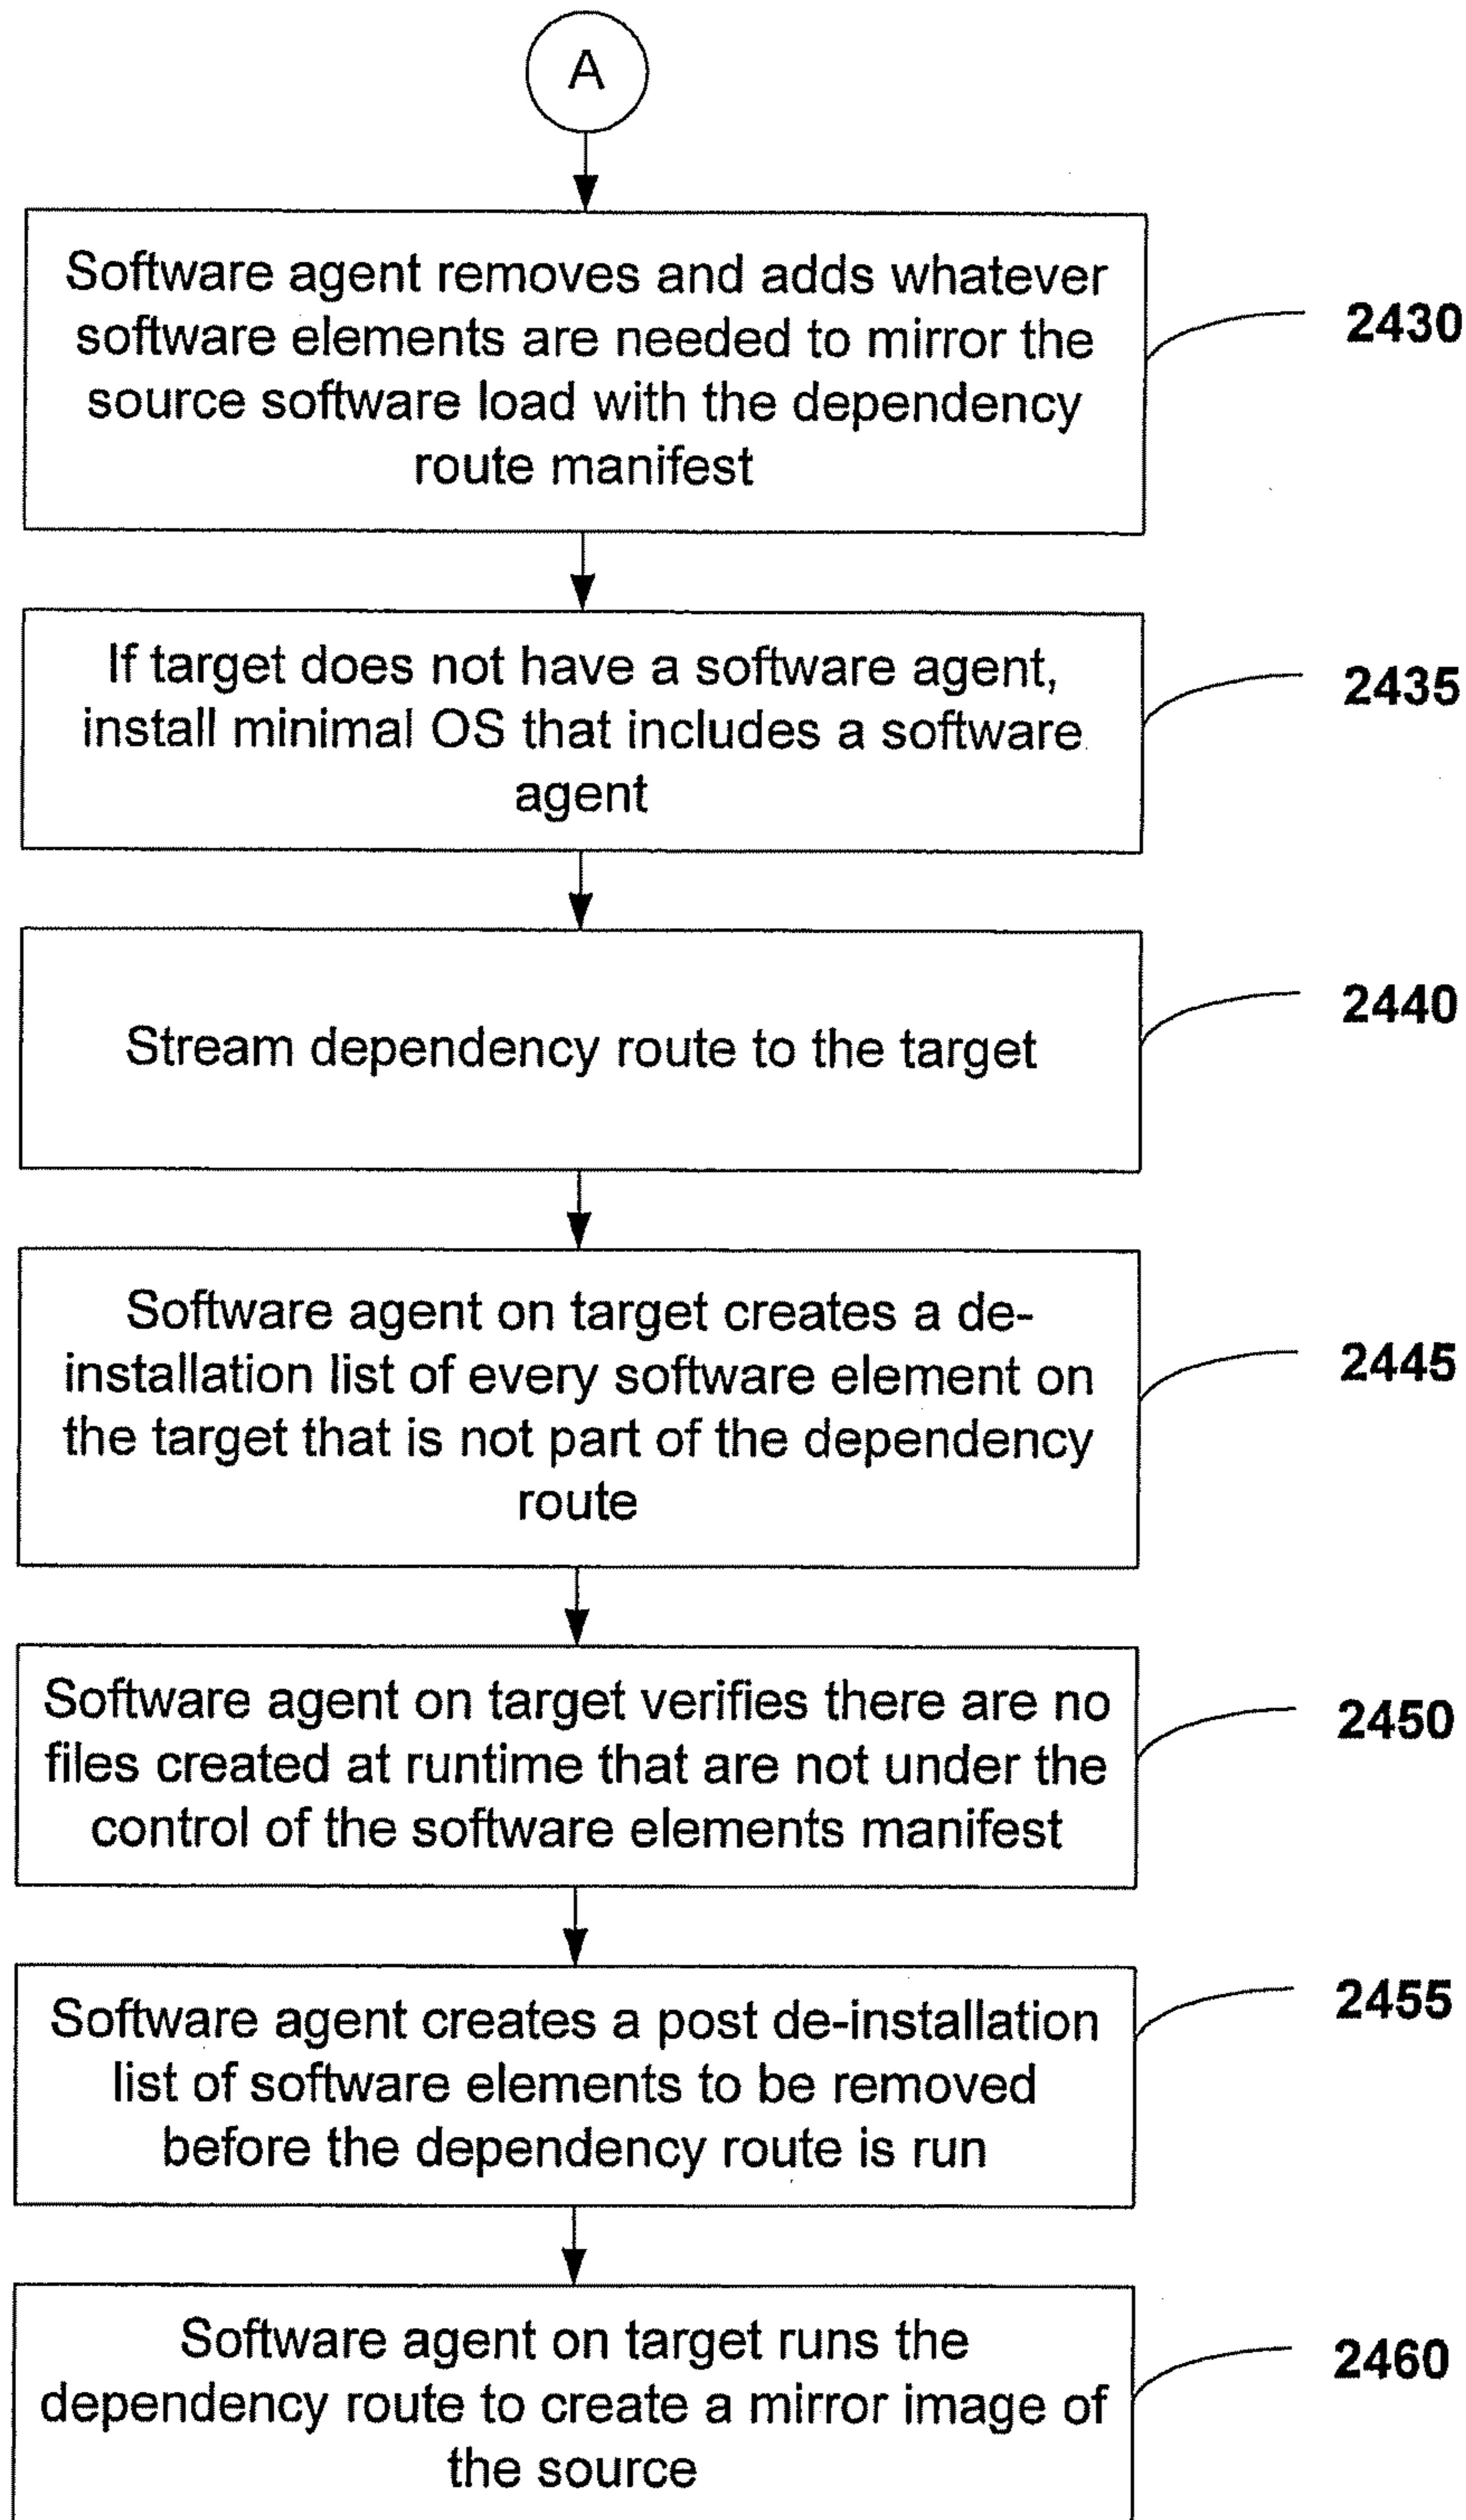 A
Software agent removes and adds whatever
software elements are needed to mirror the
source software load with the dependency
route manifest
2430
If target does not have a software agent,
install minimal OS that includes a software
agent
2435
Stream dependency route to the target
2440
Software agent on target creates a de-
installation list of every software element on
the target that is not part of the dependency
route
2445
Software agent on target verifies there are no
files created at runtime that are not under the
control of the software elements manifest
2450
Software agent creates a post de-installation
list of software elements to be removed
before the dependency route is run
2455
Software agent on target runs the
dependency route to create a mirror image of
the source
2460